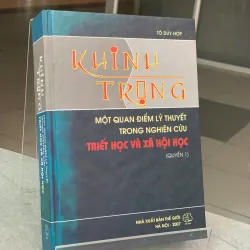 TÔ DUY HỢP
KHINH
TRỌNG
MỘT QUAN ĐIỂM LÝ THUYẾT
TRONG NGHIÊN CỨU
TRIẾT HỌC VÀ XÃ HỘI HỌC
(QUYỂN 1)
NHÀ XUẤT BẢN THẾ GIỚI
HÀ NỘI - 2007